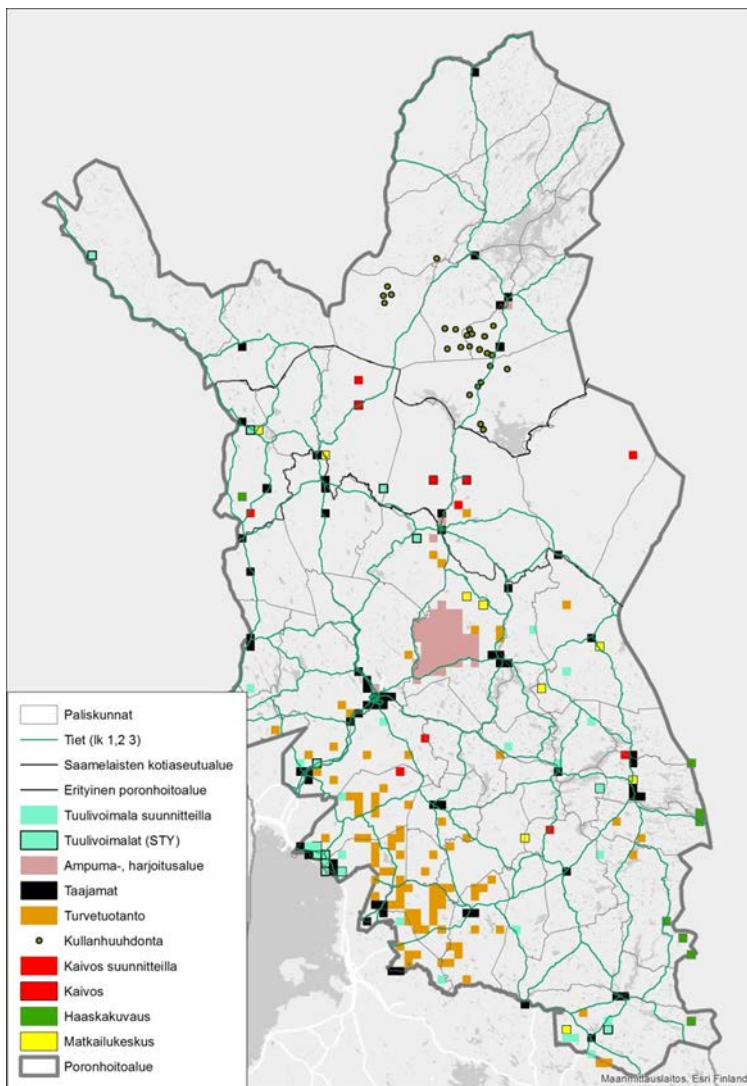 Paliskunnat
Tiet (lk 1,2 3)
Saamelaisten kotiaseutualue
Erityinen poronhoitoalue
Tuulivoimala suunnitteilla
Tuulivoimalat (STY)
Ampuma-, harjoitusalue
Taajamat
Turvetuotanto
Kullanhuuhdonta
Kaivos suunnitteilla
Kaivos
Haaskakuvaus
Matkailukeskus
Poronhoitoalue
Maanmittauslaitos, Esri Finland